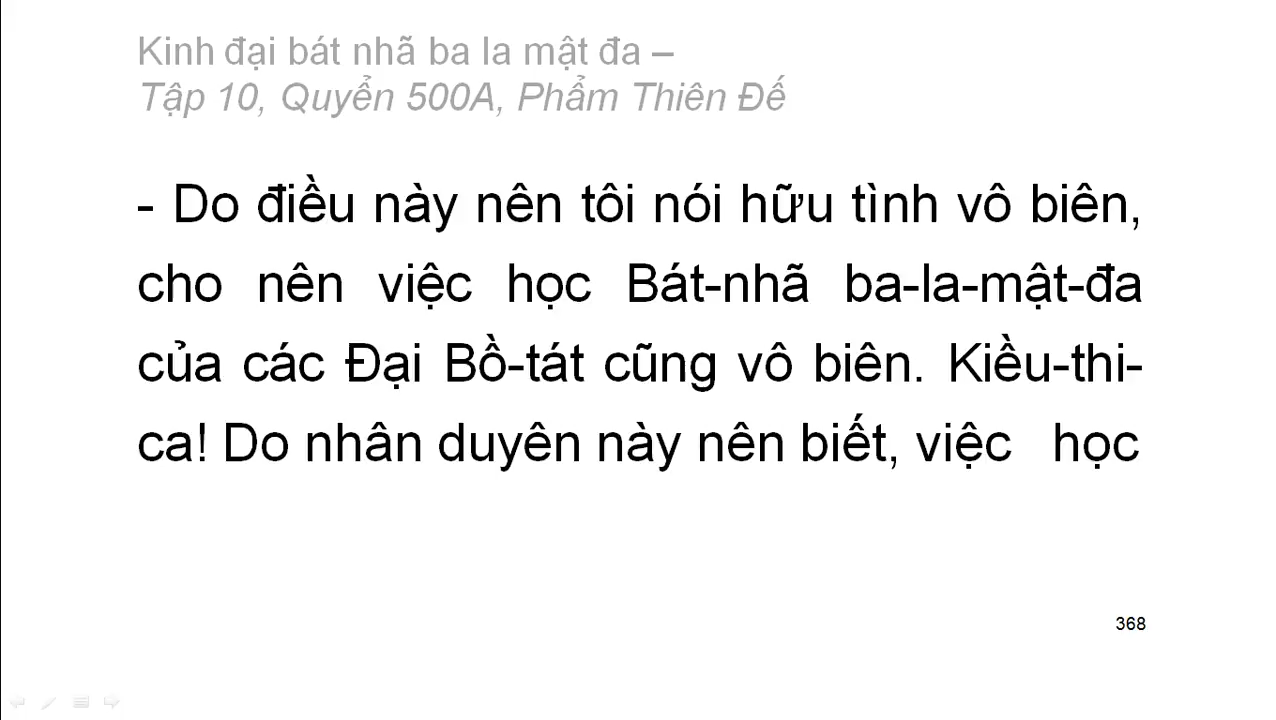 Kinh đại bát nhã ba la mật đa –
Tập 10, Quyển 500A, Phẩm Thiên Đế
- Do điều này nên tôi nói hữu tình vô biên,
cho nên việc học Bát-nhã ba-la-mật-đa
của các Đại Bồ-tát cũng vô biên. Kiều-thi-
ca! Do nhân duyên này nên biết, việc học
368